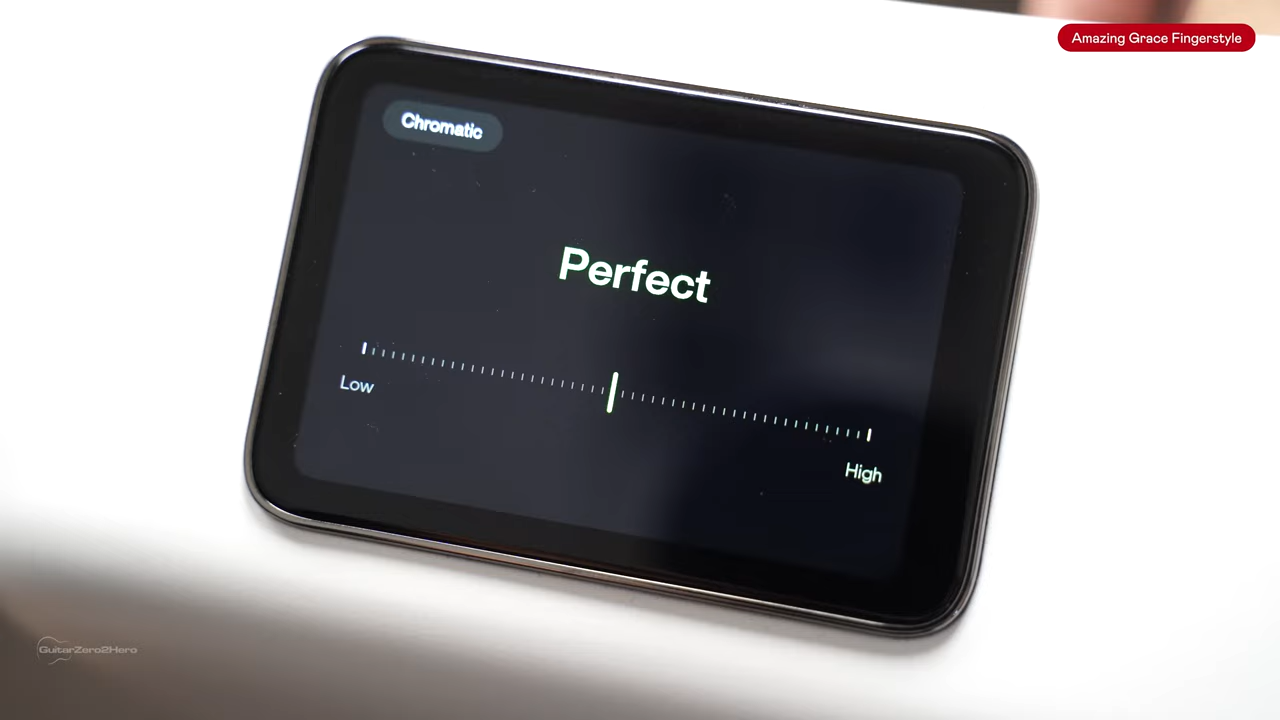 Amazing Grace Fingerstyle
Chromatic
Perfect
Low
High
GuitarZero2Hero